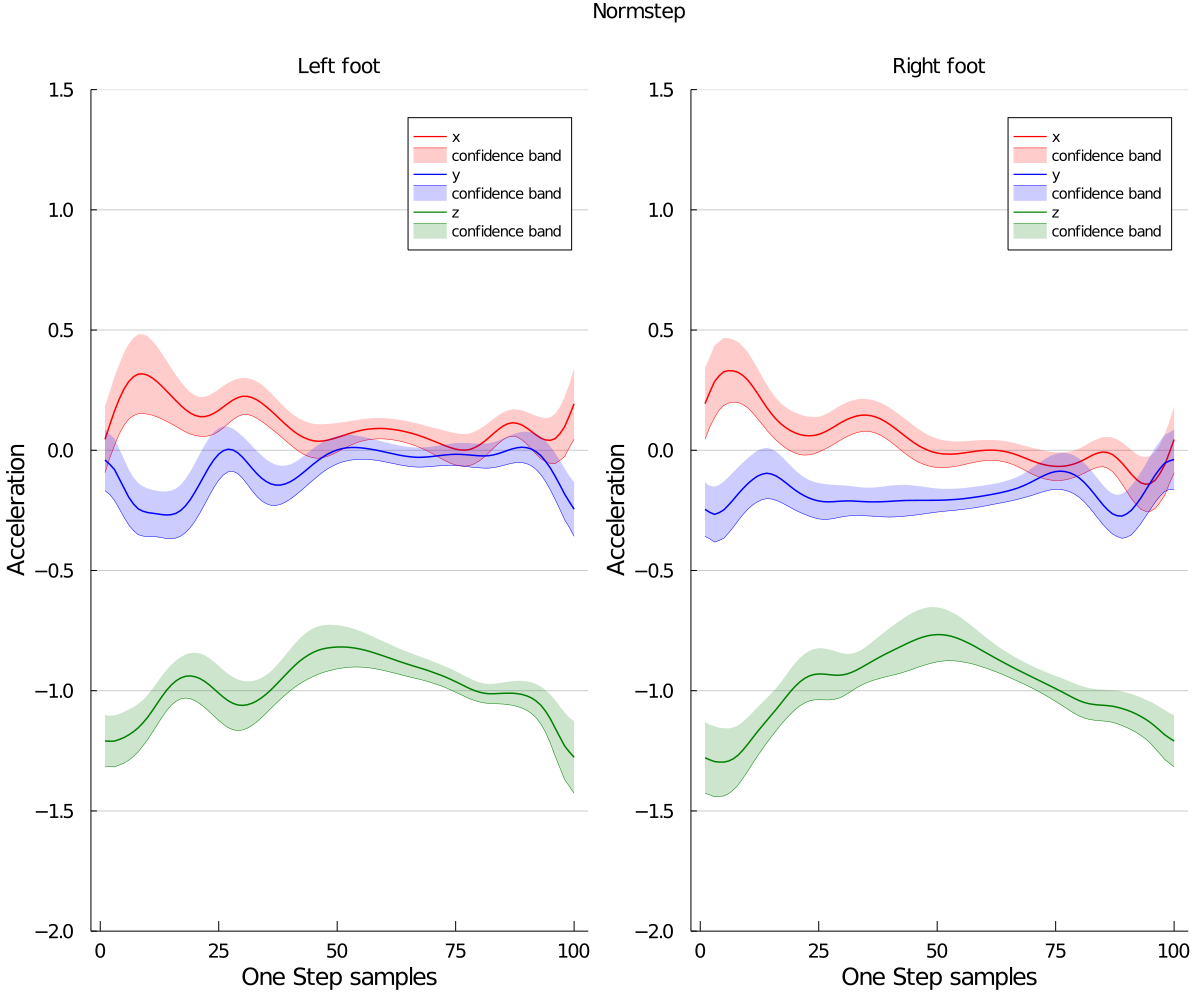 Normstep
Left foot
1.5
1.0
0.5
0.0
−0.5
−1.0
−1.5
−2.0
Acceleration
x
confidence band
y
confidence band
z
confidence band
0
25
50
75
100
One Step samples
Right foot
1.5
1.0
0.5
0.0
−0.5
−1.0
−1.5
−2.0
Acceleration
x
confidence band
y
confidence band
z
confidence band
0
25
50
75
100
One Step samples